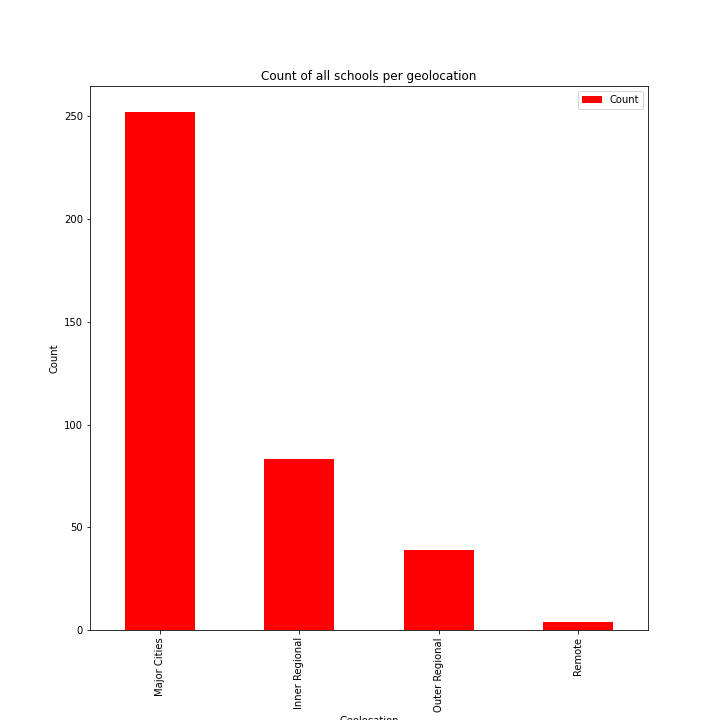 Count of all schools per geolocation
Count
250
200
150
100
50
0
Count
Major Cities
Inner Regional
Outer Regional
Remote
Geolocation